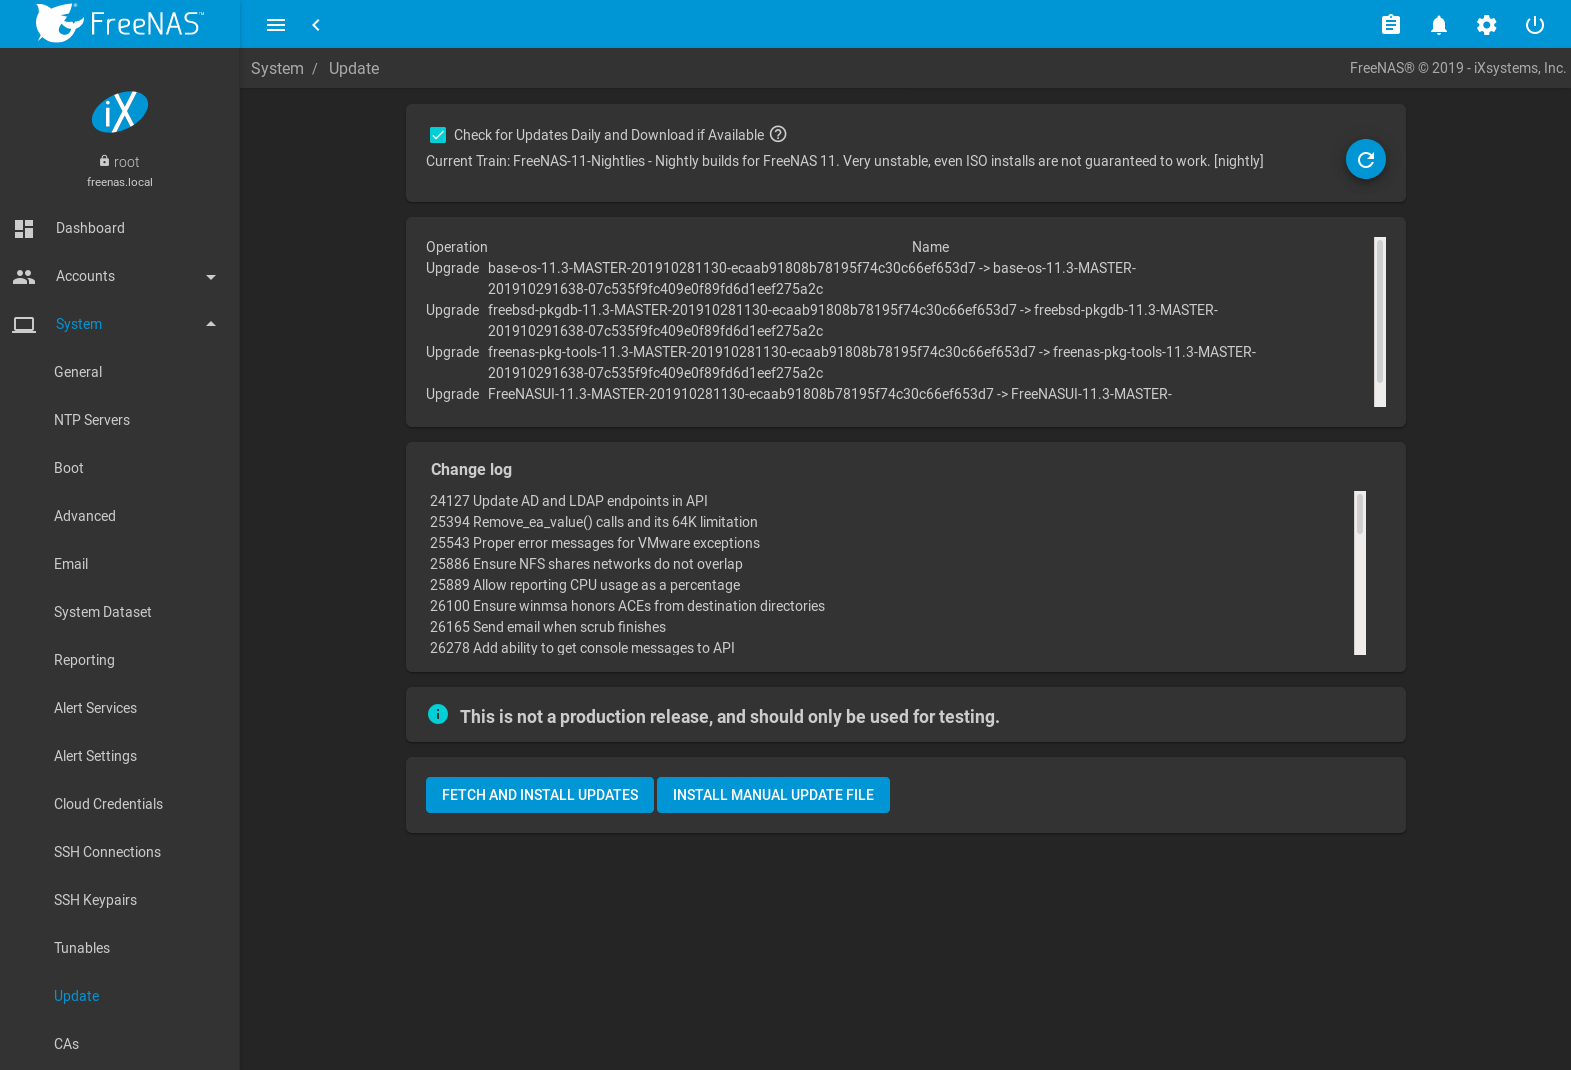 FreeNAS™
System / Update
FreeNAS® © 2019 - iXsystems, Inc.
iX
root
freenas.local
Dashboard
Accounts
System
General
NTP Servers
Boot
Advanced
Email
System Dataset
Reporting
Alert Services
Alert Settings
Cloud Credentials
SSH Connections
SSH Keypairs
Tunables
Update
CAs
Check for Updates Daily and Download if Available
Current Train: FreeNAS-11-Nightlies - Nightly builds for FreeNAS 11. Very unstable, even ISO installs are not guaranteed to work. [nightly]
Operation Name
Upgrade base-os-11.3-MASTER-201910281130-ecaab91808b78195f74c30c66ef653d7 -> base-os-11.3-MASTER-
201910291638-07c535f9fc409e0f89fd6d1eef275a2c
Upgrade freebsd-pkgdb-11.3-MASTER-201910281130-ecaab91808b78195f74c30c66ef653d7 -> freebsd-pkgdb-11.3-MASTER-
201910291638-07c535f9fc409e0f89fd6d1eef275a2c
Upgrade freenas-pkg-tools-11.3-MASTER-201910281130-ecaab91808b78195f74c30c66ef653d7 -> freenas-pkg-tools-11.3-MASTER-
201910291638-07c535f9fc409e0f89fd6d1eef275a2c
Upgrade FreeNASUI-11.3-MASTER-201910281130-ecaab91808b78195f74c30c66ef653d7 -> FreeNASUI-11.3-MASTER-
Change log
24127 Update AD and LDAP endpoints in API
25394 Remove_ea_value() calls and its 64K limitation
25543 Proper error messages for VMware exceptions
25886 Ensure NFS shares networks do not overlap
25889 Allow reporting CPU usage as a percentage
26100 Ensure winmsa honors ACEs from destination directories
26165 Send email when scrub finishes
26278 Add ability to get console messages to API
This is not a production release, and should only be used for testing.
FETCH AND INSTALL UPDATES
INSTALL MANUAL UPDATE FILE